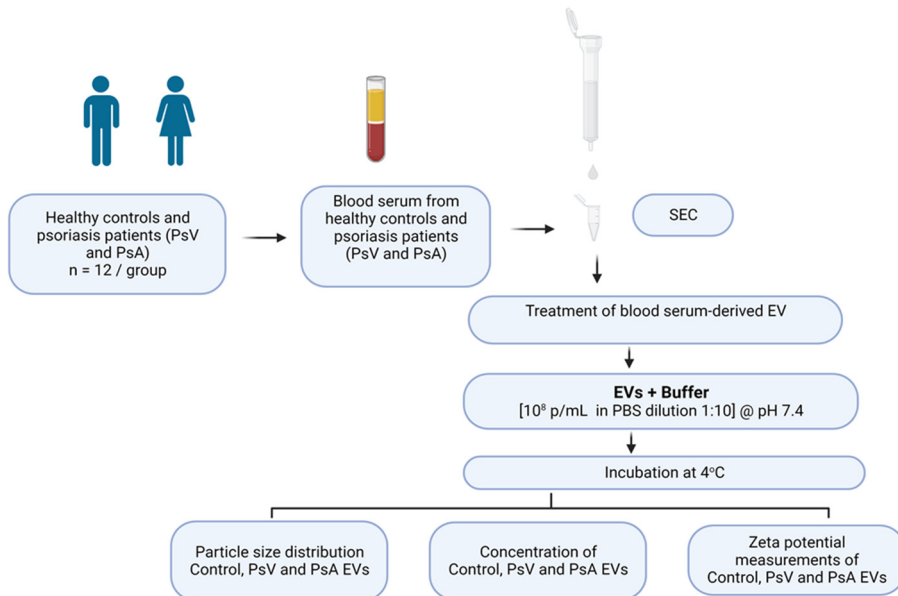 Healthy controls and
psoriasis patients (PsV
and PsA)
n = 12 / group
Blood serum from
healthy controls and
psoriasis patients
(PsV and PsA)
SEC
Treatment of blood serum-derived EV
EVs + Buffer
[10⁸ p/mL in PBS dilution 1:10] @ pH 7.4
Incubation at 4°C
Particle size distribution
Control, PsV and PsA EVs
Concentration of
Control, PsV and PsA EVs
Zeta potential
measurements of
Control, PsV and PsA EVs